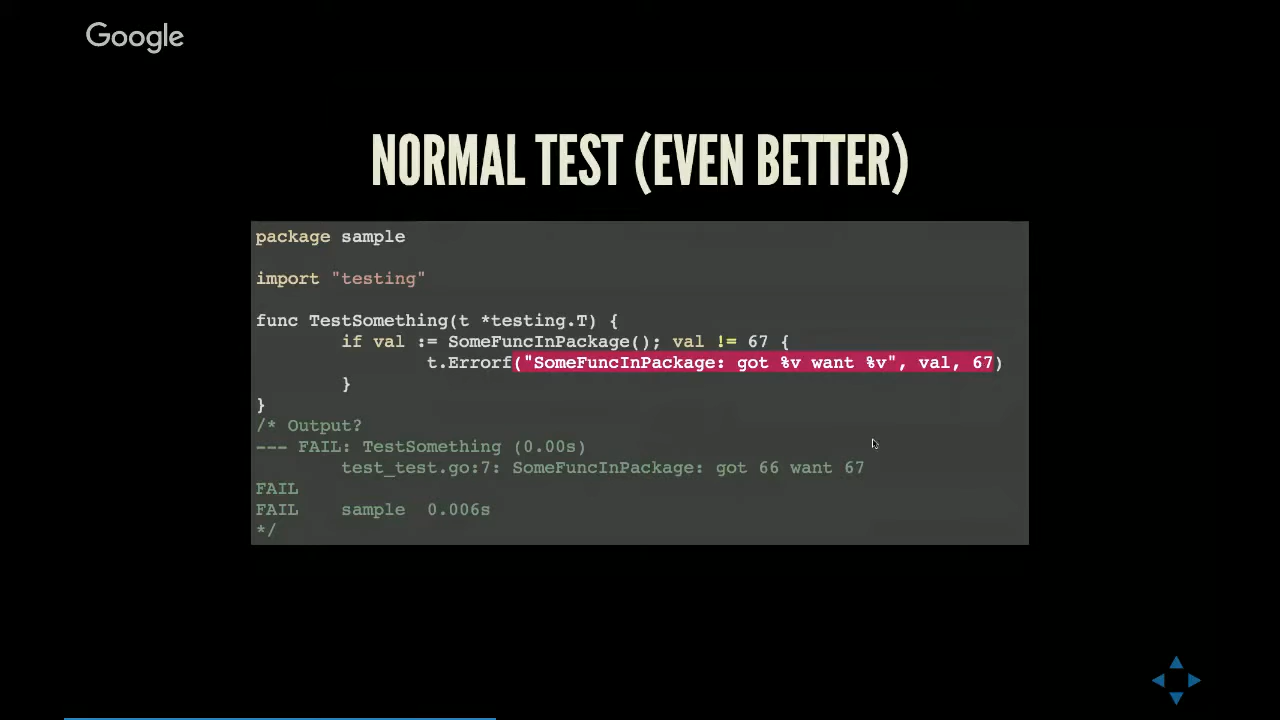 Google
NORMAL TEST (EVEN BETTER)
package sample
import "testing"
func TestSomething(t *testing.T) {
if val := SomeFuncInPackage(); val != 67 {
t.Errorf("SomeFuncInPackage: got %v want %v", val, 67)
}
}
/* Output?
--- FAIL: TestSomething (0.00s)
test_test.go:7: SomeFuncInPackage: got 66 want 67
FAIL
FAIL sample 0.006s
*/